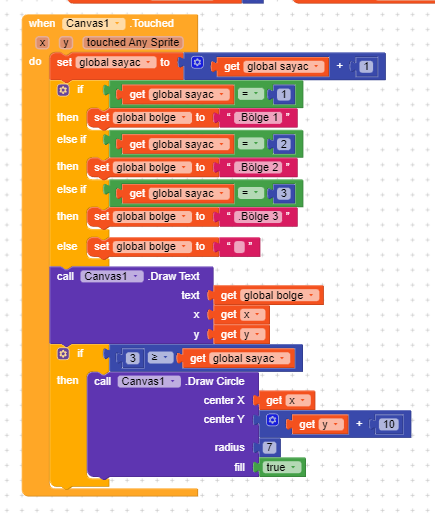 when Canvas1 .Touched
x y touched Any Sprite
do set global sayac to get global sayac + 1
if get global sayac = 1
then set global bolge to " .Bölge 1 "
else if get global sayac = 2
then set global bolge to " .Bölge 2 "
else if get global sayac = 3
then set global bolge to " .Bölge 3 "
else set global bolge to " "
call Canvas1 .Draw Text
text get global bolge
x get x
y get y
if 3 ≥ get global sayac
then call Canvas1 .Draw Circle
center X get x
center Y get y + 10
radius 7
fill true